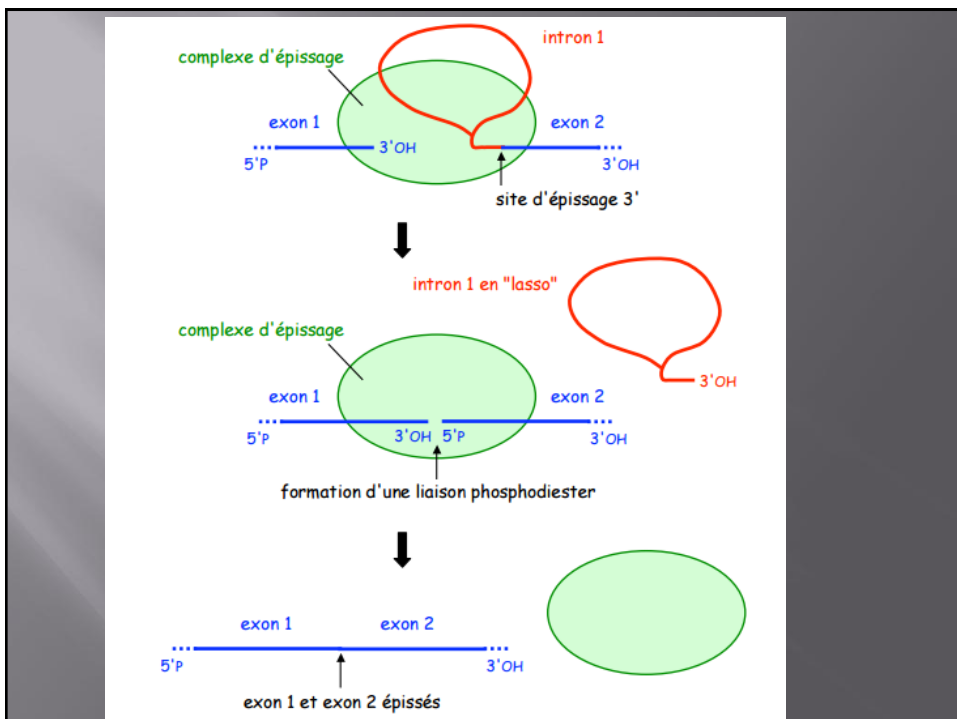 intron 1
complexe d'épissage
exon 1
exon 2
5'P
3'OH
3'OH
site d'épissage 3'
intron 1 en "lasso"
complexe d'épissage
3'OH
exon 1
exon 2
5'P
3'OH
5'P
3'OH
formation d'une liaison phosphodiester
exon 1
exon 2
5'P
3'OH
exon 1 et exon 2 épissés